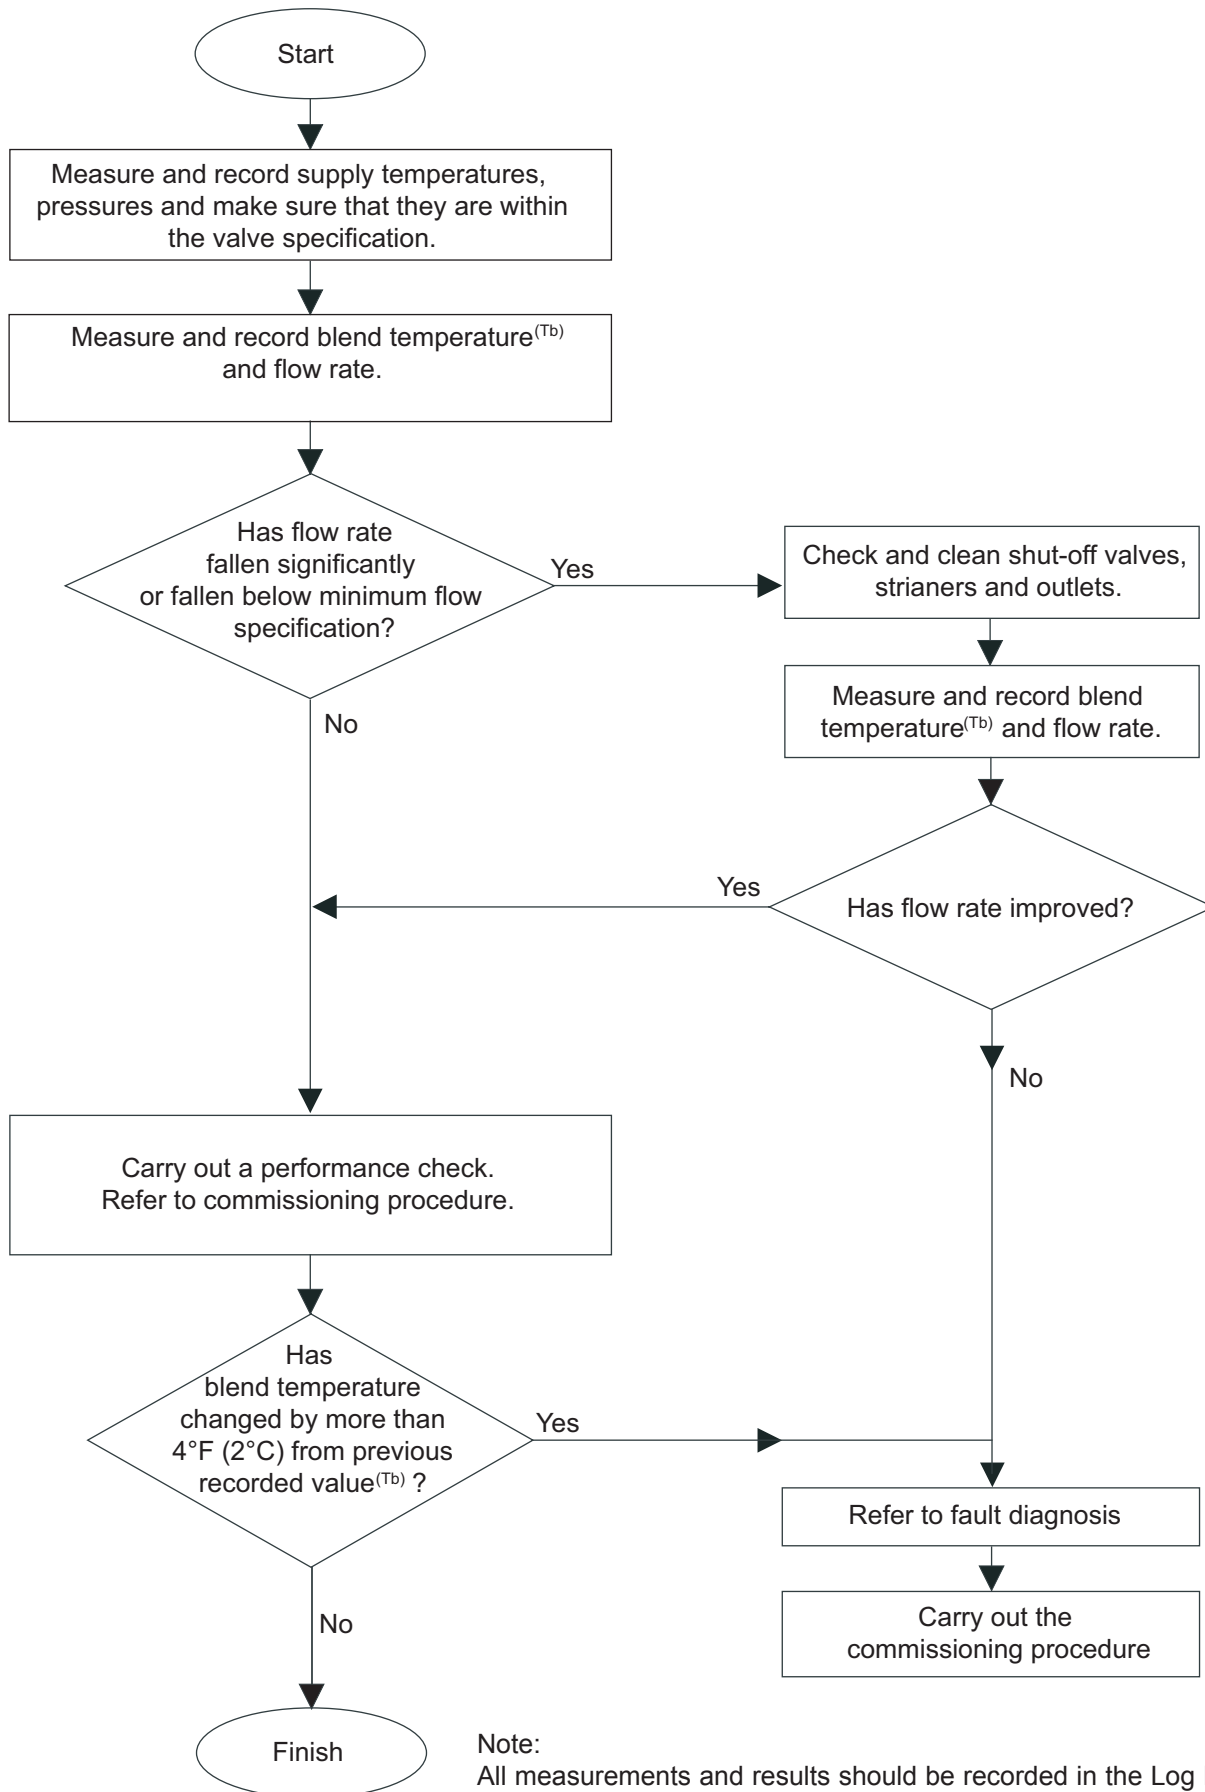 Start
Measure and record supply temperatures,
pressures and make sure that they are within
the valve specification.
Measure and record blend temperature(Tb)
and flow rate.
Has flow rate
fallen significantly
or fallen below minimum flow
specification?
Yes
Check and clean shut-off valves,
strianers and outlets.
No
Measure and record blend
temperature(Tb) and flow rate.
Yes
Has flow rate improved?
No
Carry out a performance check.
Refer to commissioning procedure.
Has
blend temperature
changed by more than
4°F (2°C) from previous
recorded value(Tb) ?
Yes
Refer to fault diagnosis
Carry out the
commissioning procedure
No
Finish
Note:
All measurements and results should be recorded in the Log